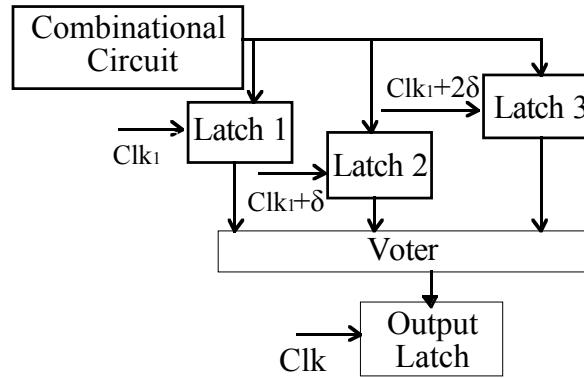 Combinational
Circuit
Clk1+2δ
Latch 3
Latch 1
Clk1
Latch 2
Clk1+δ
Voter
Output
Latch
Clk